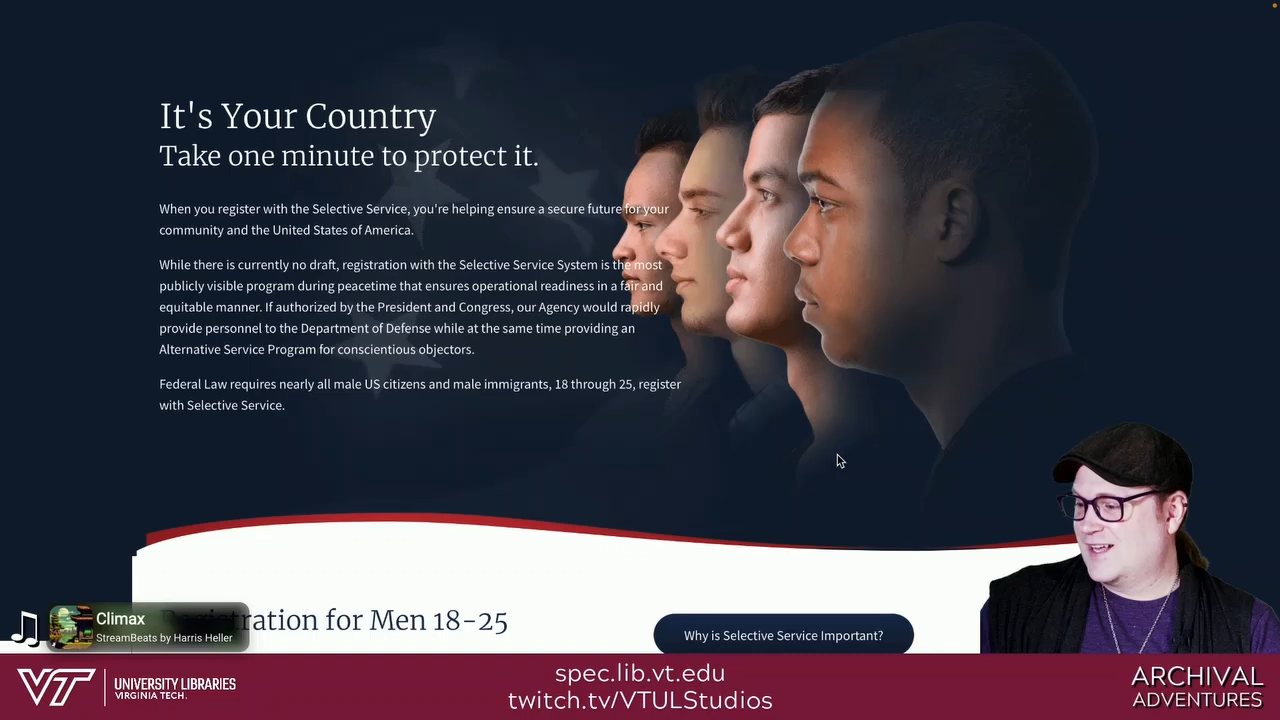 It's Your Country
Take one minute to protect it.
When you register with the Selective Service, you're helping ensure a secure future for your
community and the United States of America.
While there is currently no draft, registration with the Selective Service System is the most
publicly visible program during peacetime that ensures operational readiness in a fair and
equitable manner. If authorized by the President and Congress, our Agency would rapidly
provide personnel to the Department of Defense while at the same time providing an
Alternative Service Program for conscientious objectors.
Federal Law requires nearly all male US citizens and male immigrants, 18 through 25, register
with Selective Service.
Registration for Men 18-25
Why is Selective Service Important?
Climax
StreamBeats by Harris Heller
VT
UNIVERSITY LIBRARIES
VIRGINIA TECH.
spec.lib.vt.edu
twitch.tv/VTULStudios
ARCHIVAL
ADVENTURES